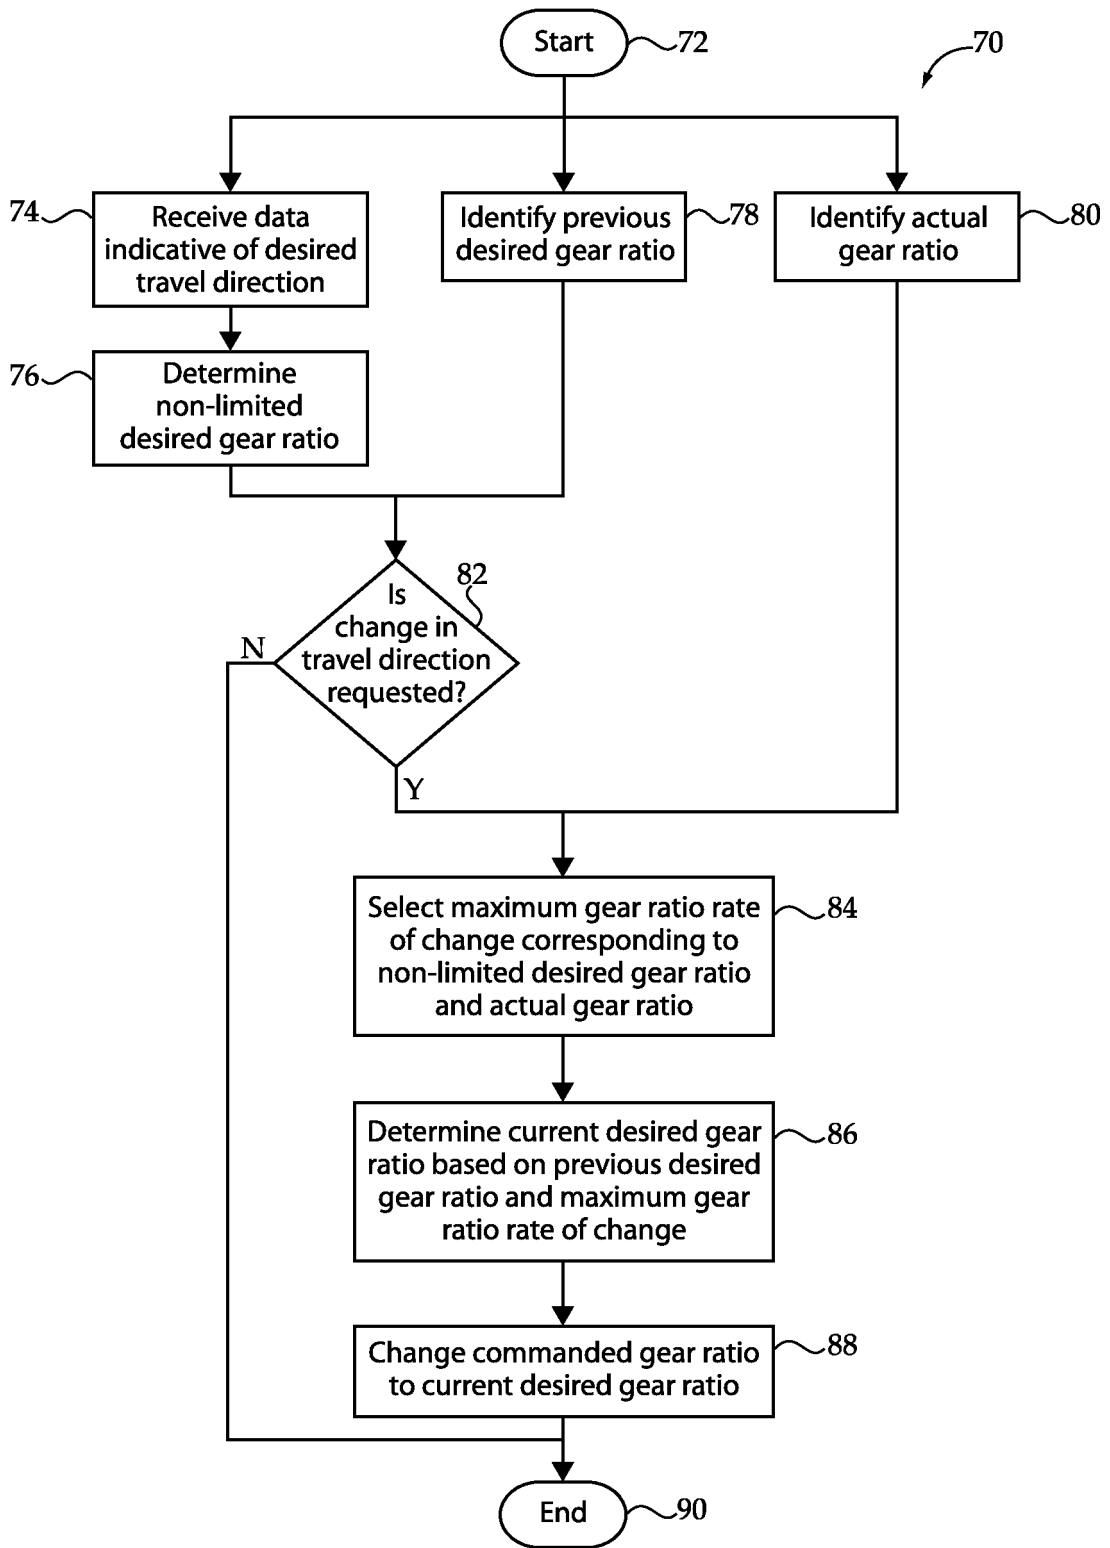 Start
72
70
74
Receive data
indicative of desired
travel direction
Identify previous
desired gear ratio
78
Identify actual
gear ratio
80
76
Determine
non-limited
desired gear ratio
82
Is
change in
travel direction
requested?
N
Y
Select maximum gear ratio rate
of change corresponding to
non-limited desired gear ratio
and actual gear ratio
84
Determine current desired gear
ratio based on previous desired
gear ratio and maximum gear
ratio rate of change
86
Change commanded gear ratio
to current desired gear ratio
88
End
90